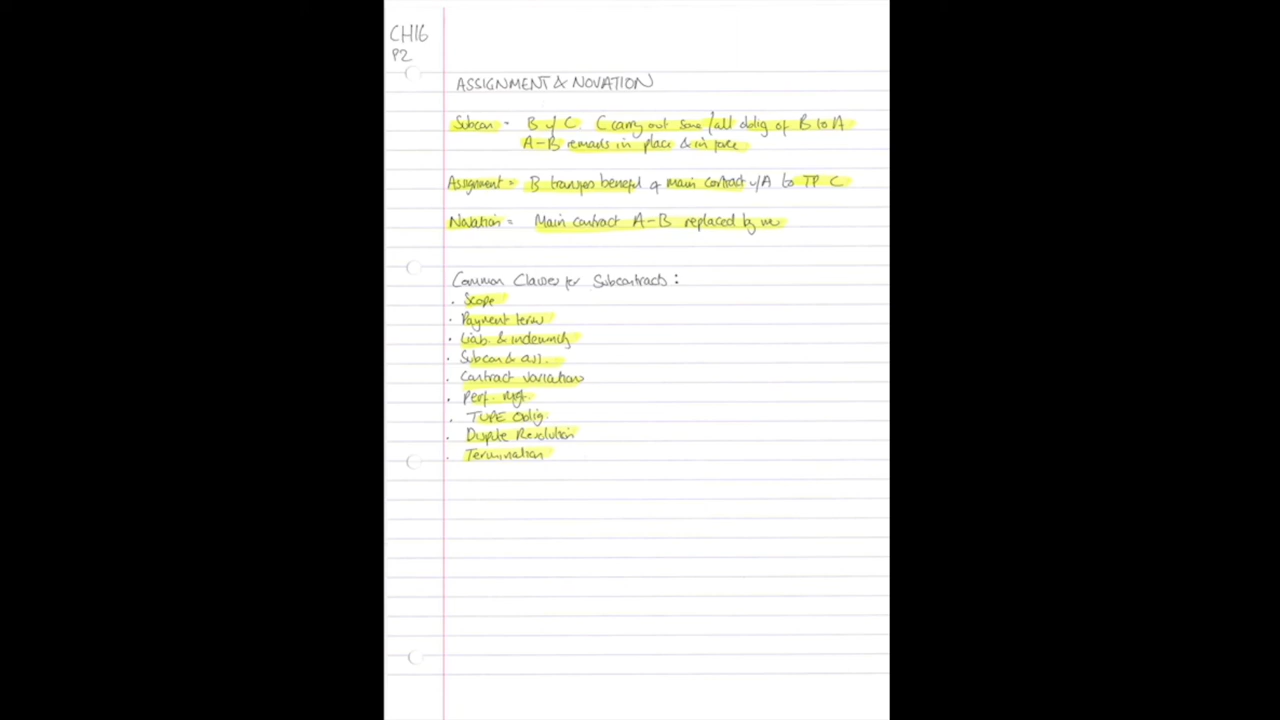 CH16
P2
ASSIGNMENT & NOVATION
Subcon = B w/ C. C carry out some/all oblig of B to A
A-B remains in place & in force
Assignment = B transfers benefit of main contract w/ A to TP C
Novation = Main contract A-B replaced by
Common Clauses for Subcontracts:
· Scope
· Payment terms
· Liab. & indemnity
· Subcon & ass.
· Contract variations
· Perf. mgt.
· TUPE Oblig.
· Dispute Resolution
· Termination